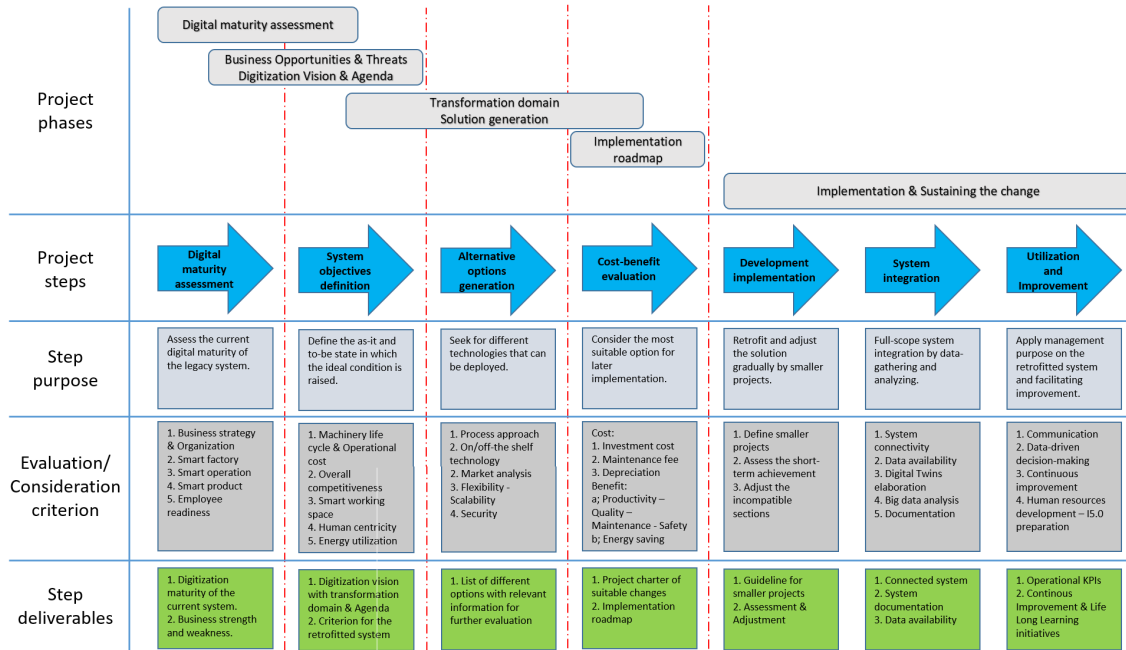 Project
phases
Digital maturity assessment
Business Opportunities & Threats
Digitization Vision & Agenda
Transformation domain
Solution generation
Implementation
roadmap
Implementation & Sustaining the change
Project
steps
Digital
maturity
assessment
System
objectives
definition
Alternative
options
generation
Cost-benefit
evaluation
Development
implementation
System
integration
Utilization
and
Improvement
Step
purpose
Assess the current
digital maturity of
the legacy system.
Define the as-it and
to-be state in which
the ideal condition is
raised.
Seek for different
technologies that can
be deployed.
Consider the most
suitable option for
later
implementation.
Retrofit and adjust
the solution
gradually by smaller
projects.
Full-scope system
integration by data-
gathering and
analyzing.
Apply management
purpose on the
retrofitted system
and facilitating
improvement.
Evaluation/
Consideration
criterion
1. Business strategy
& Organization
2. Smart factory
3. Smart operation
4. Smart product
5. Employee
readiness
1. Machinery life
cycle & Operational
cost
2. Overall
competitiveness
3. Smart working
space
4. Human centricity
5. Energy utilization
1. Process approach
2. On/off-the shelf
technology
2. Market analysis
3. Flexibility -
Scalability
4. Security
Cost:
1. Investment cost
2. Maintenance fee
3. Depreciation
Benefit:
a; Productivity –
Quality –
Maintenance - Safety
b; Energy saving
1. Define smaller
projects
2. Assess the short-
term achievement
3. Adjust the
incompatible
sections
1. System
connectivity
2. Data availability
3. Digital Twins
elaboration
4. Big data analysis
5. Documentation
1. Communication
2. Data-driven
decision-making
3. Continuous
improvement
4. Human resources
development – I5.0
preparation
Step
deliverables
1. Digitization
maturity of the
current system.
2. Business strength
and weakness.
1. Digitization vision
with transformation
domain & Agenda
2. Criterion for the
retrofitted system
1. List of different
options with relevant
information for
further evaluation
1. Project charter of
suitable changes
2. Implementation
roadmap
1. Guideline for
smaller projects
2. Assessment &
Adjustment
1. Connected system
2. System
documentation
3. Data availability
1. Operational KPIs
2. Continous
Improvement & Life
Long Learning
initiatives